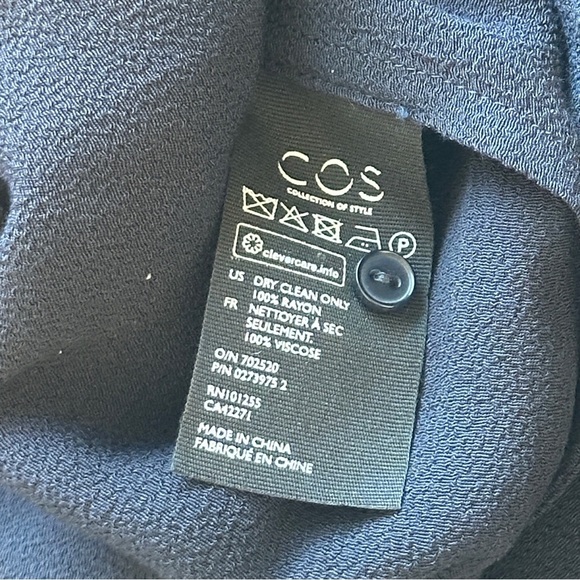 COS
COLLECTION OF STYLE
P
clevercare.info
US DRY CLEAN ONLY
100% RAYON
FR NETTOYER À SEC
SEULEMENT.
100% VISCOSE
O/N 702520
P/N 0273975 2
RN101255
CA42271
MADE IN CHINA
FABRIQUÉ EN CHINE